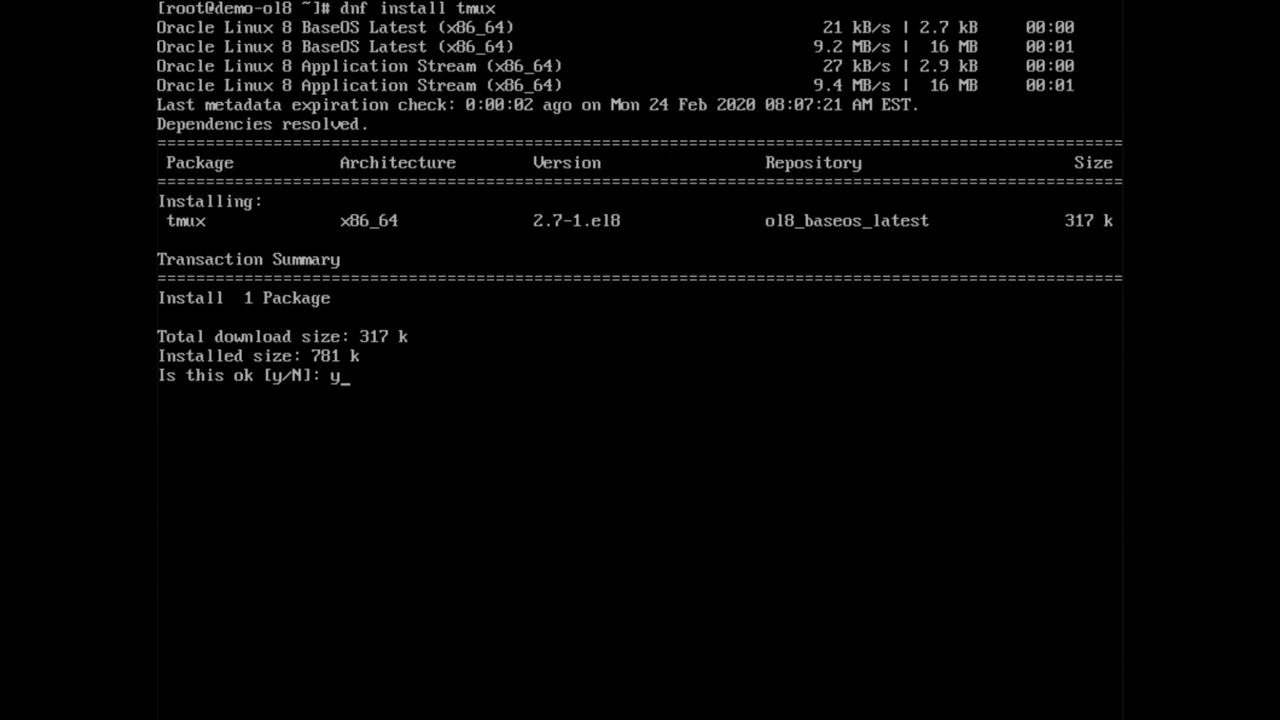 [root@demo-ol8 ~]# dnf install tmux
Oracle Linux 8 BaseOS Latest (x86_64) 21 kB/s | 2.7 kB 00:00
Oracle Linux 8 BaseOS Latest (x86_64) 9.2 MB/s | 16 MB 00:01
Oracle Linux 8 Application Stream (x86_64) 27 kB/s | 2.9 kB 00:00
Oracle Linux 8 Application Stream (x86_64) 9.4 MB/s | 16 MB 00:01
Last metadata expiration check: 0:00:02 ago on Mon 24 Feb 2020 08:07:21 AM EST.
Dependencies resolved.
====================================================================================================
Package Architecture Version Repository Size
====================================================================================================
Installing:
tmux x86_64 2.7-1.el8 ol8_baseos_latest 317 k
Transaction Summary
====================================================================================================
Install 1 Package
Total download size: 317 k
Installed size: 781 k
Is this ok [y/N]: y_